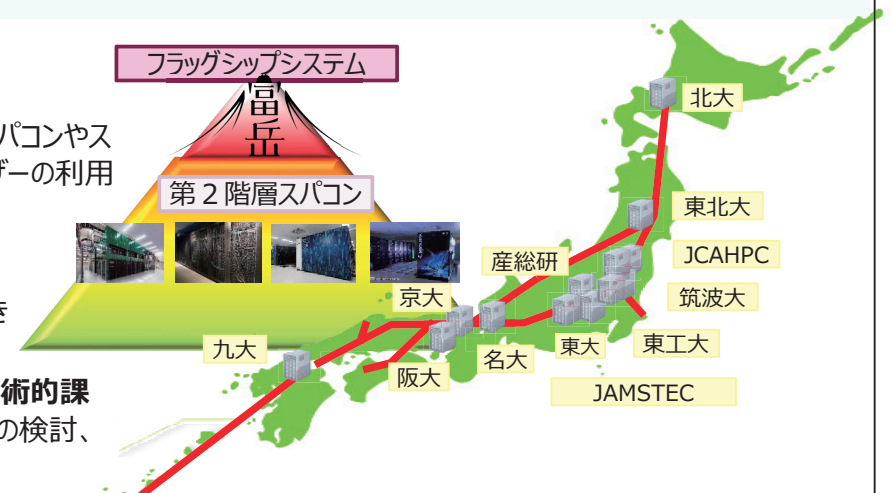 フラッグシップシステム
富岳
第2階層スパコン
パコンやス
ザーの利用
き
術的課
の検討、
北大
東北大
JCAHPC
産総研
筑波大
京大
九大
阪大
名大
東大
東工大
JAMSTEC